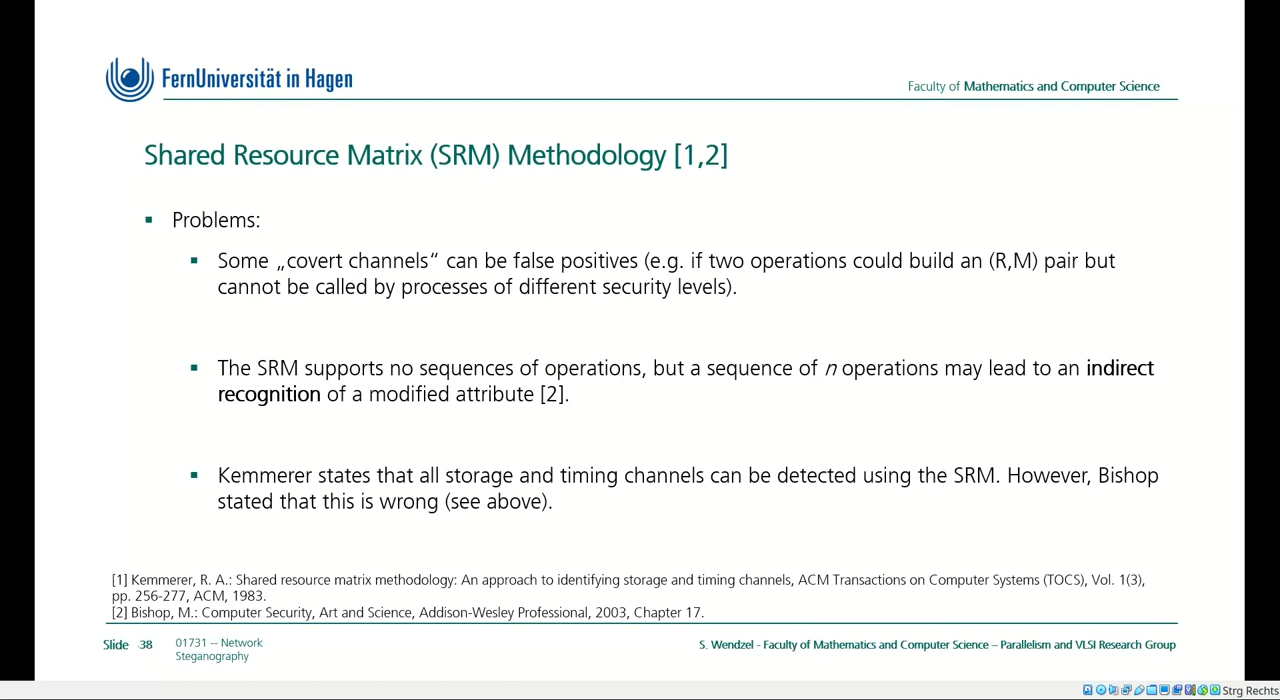 FernUniversität in Hagen
Faculty of Mathematics and Computer Science
Shared Resource Matrix (SRM) Methodology [1,2]
Problems:
Some „covert channels“ can be false positives (e.g. if two operations could build an (R,M) pair but
cannot be called by processes of different security levels).
The SRM supports no sequences of operations, but a sequence of n operations may lead to an indirect
recognition of a modified attribute [2].
Kemmerer states that all storage and timing channels can be detected using the SRM. However, Bishop
stated that this is wrong (see above).
[1] Kemmerer, R. A.: Shared resource matrix methodology: An approach to identifying storage and timing channels, ACM Transactions on Computer Systems (TOCS), Vol. 1(3),
pp. 256-277, ACM, 1983.
[2] Bishop, M.: Computer Security, Art and Science, Addison-Wesley Professional, 2003, Chapter 17.
Slide 38
01731 -- Network
Steganography
S. Wendzel - Faculty of Mathematics and Computer Science – Parallelism and VLSI Research Group
Strg Rechts